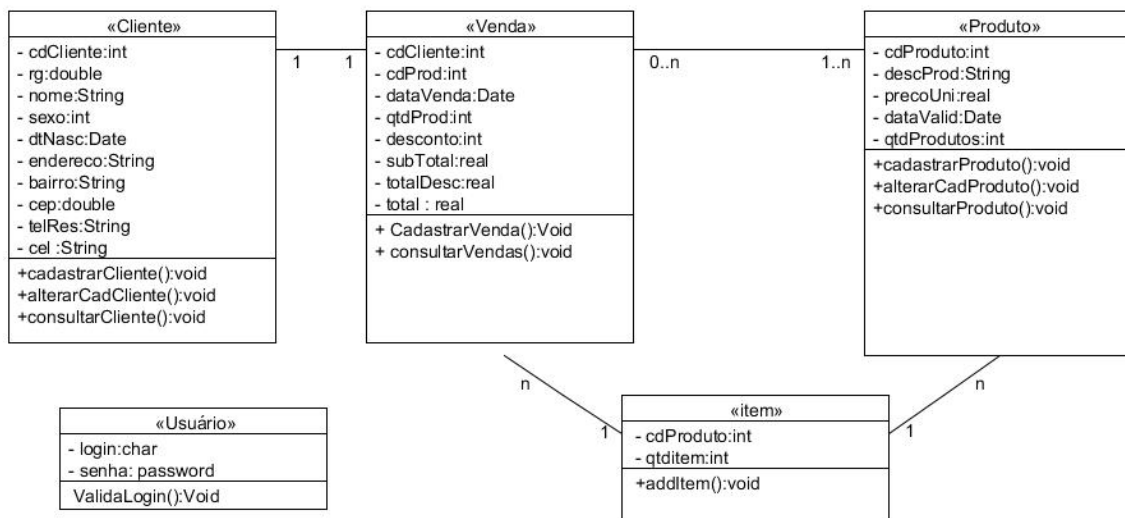 «Cliente»
- cdCliente:int
- rg:double
- nome:String
- sexo:int
- dtNasc:Date
- endereco:String
- bairro:String
- cep:double
- telRes:String
- cel :String
+cadastrarCliente():void
+alterarCadCliente():void
+consultarCliente():void
1
1
«Venda»
- cdCliente:int
- cdProd:int
- dataVenda:Date
- qtdProd:int
- desconto:int
- subTotal:real
- totalDesc:real
- total : real
+ CadastrarVenda():Void
+ consultarVendas():void
0..n
1..n
«Produto»
- cdProduto:int
- descProd:String
- precoUni:real
- dataValid:Date
- qtdProdutos:int
+cadastrarProduto():void
+alterarCadProduto():void
+consultarProduto():void
n
n
1
1
«Usuário»
- login:char
- senha: password
ValidaLogin():Void
«item»
- cdProduto:int
- qtditem:int
+addItem():void